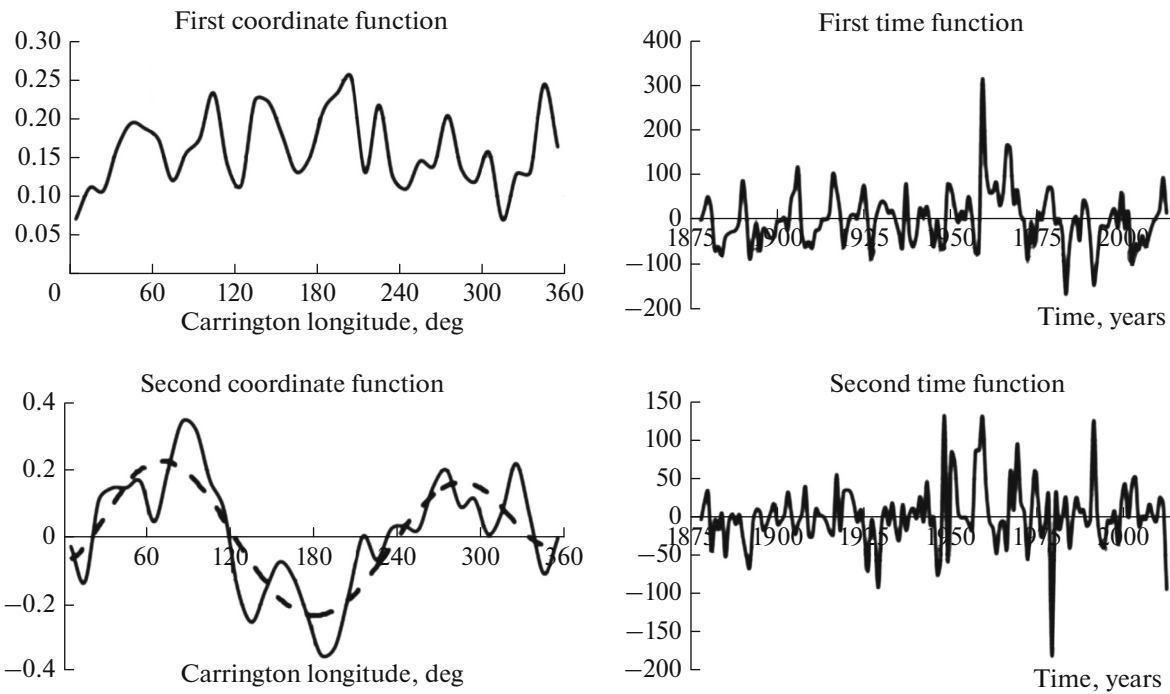 First coordinate function
0.30
0.25
0.20
0.15
0.10
0.05
0 60 120 180 240 300 360
Carrington longitude, deg
First time function
400
300
200
100
0
1875 1900 1925 1950 1975 2000
−100
−200
Time, years
Second coordinate function
0.4
0.2
0
60 120 180 240 300 360
−0.2
−0.4
Carrington longitude, deg
Second time function
150
100
50
0
1875 1900 1925 1950 1975 2000
−50
−100
−150
−200
Time, years